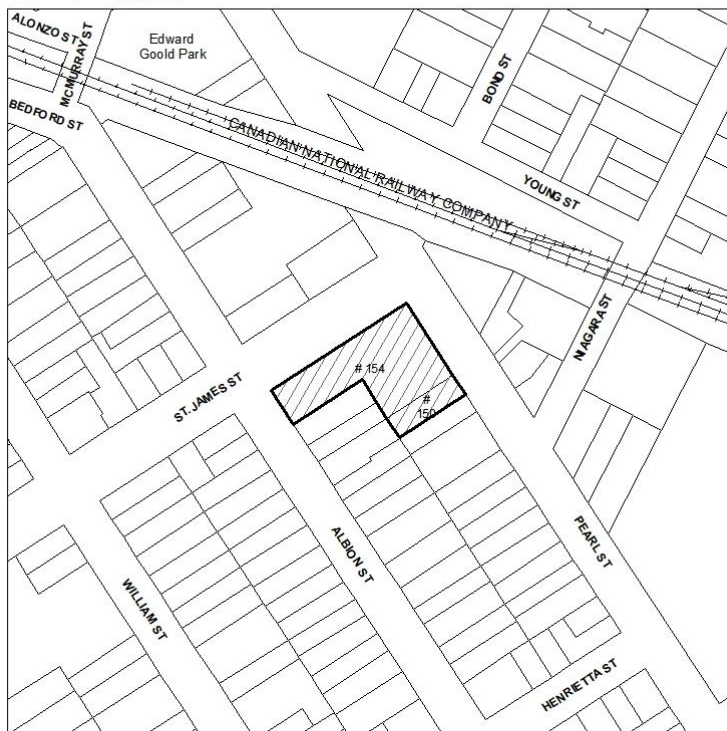 ALONZO ST
MCMURRAY ST
Edward
Goold Park
BEDFORD ST
BOND ST
CANADIAN NATIONAL RAILWAY COMPANY
YOUNG ST
NIAGARA ST
ST. JAMES ST
# 154
#
150
ALBION ST
PEARL ST
WILLIAM ST
HENRIETTA ST